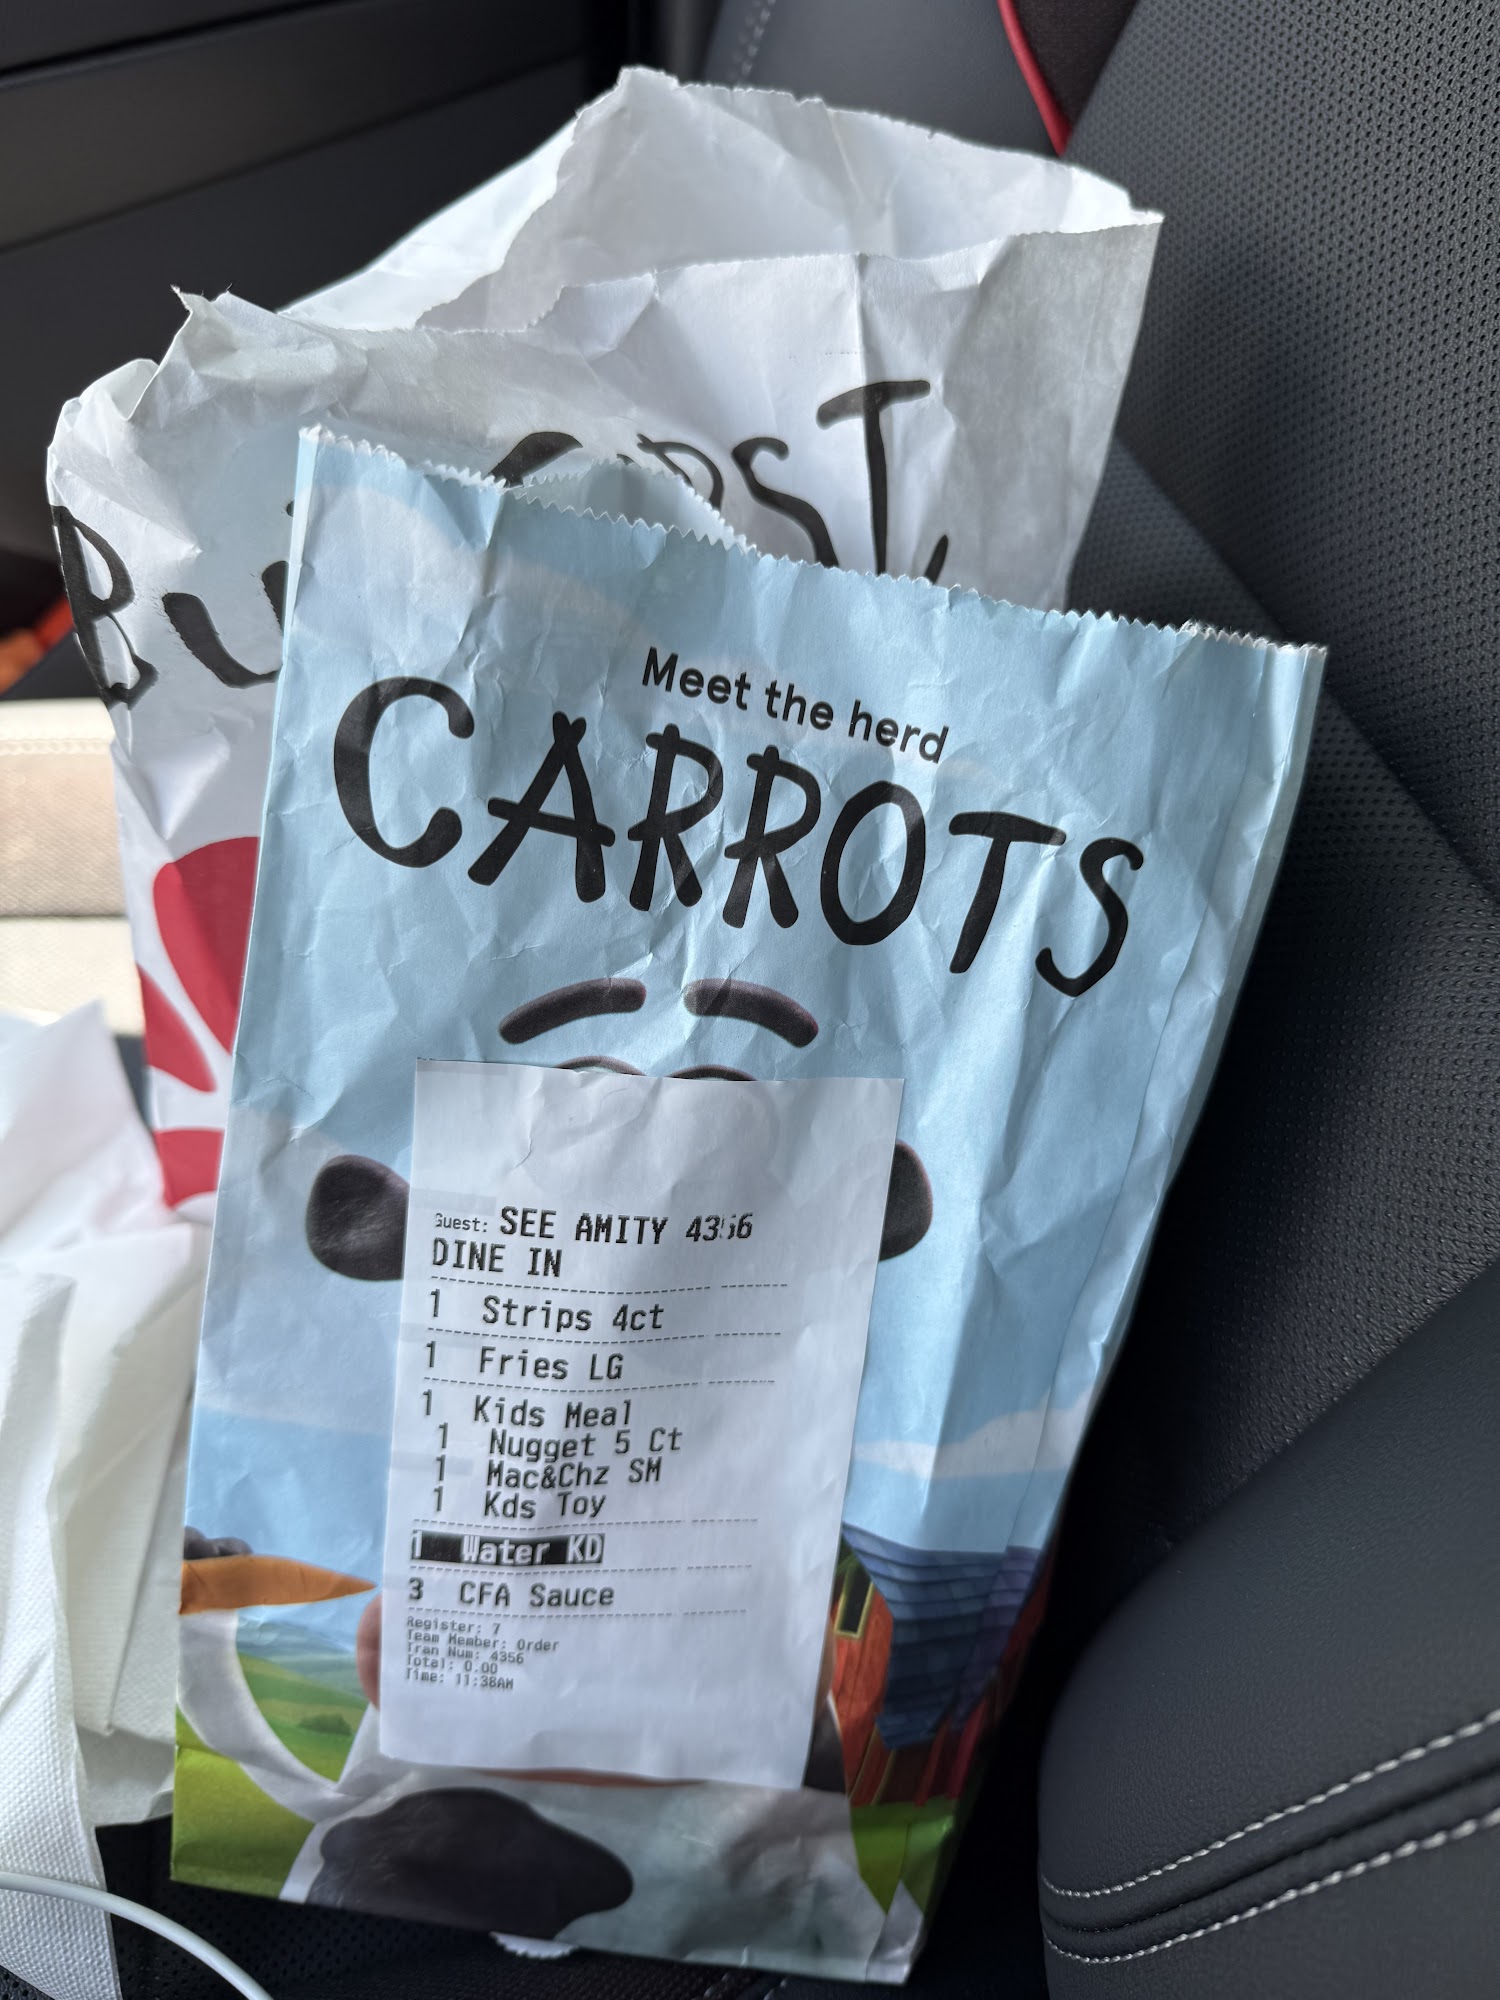 Meet the herd
CARROTS
Guest: SEE AMITY 4356
DINE IN
1 Strips 4ct
1 Fries LG
1 Kids Meal
1 Nugget 5 Ct
1 Mac&Chz SM
1 Kds Toy
1 Water KD
3 CFA Sauce
Register: 7
Team Member: Order
Tran Num: 4356
Total: 0.00
Time: 11:38AM